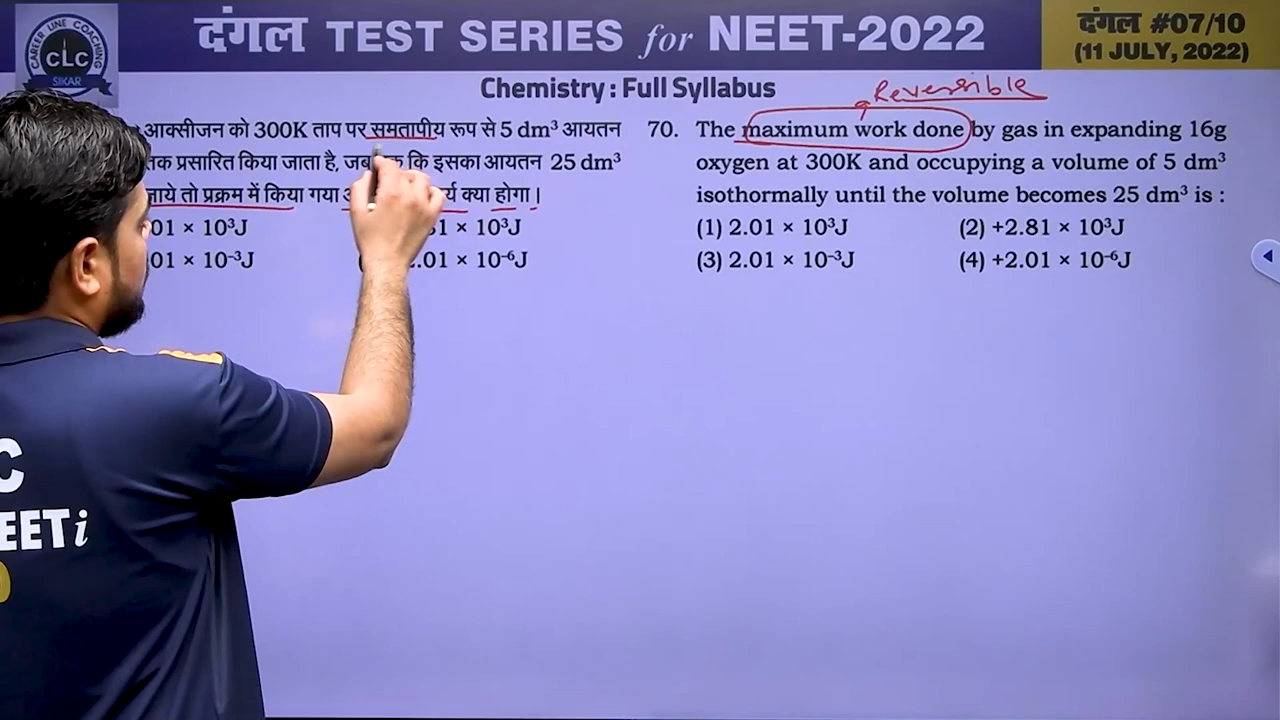 दंगल TEST SERIES for NEET-2022
दंगल #07/10
(11 JULY, 2022)
CAREER LINE COACHING
CLC
SIKAR
Chemistry : Full Syllabus
Reversible
आक्सीजन को 300K ताप पर समतापीय रूप से 5 dm³ आयतन
तक प्रसारित किया जाता है, कि इसका आयतन 25 dm³
जाये तो प्रक्रम में किया गया क्या होगा।
01 × 10³J
1 × 10³J
01 × 10⁻³J
.01 × 10⁻⁶J
70. The maximum work done by gas in expanding 16g
oxygen at 300K and occupying a volume of 5 dm³
isothermally until the volume becomes 25 dm³ is :
(1) 2.01 × 10³J
(2) +2.81 × 10³J
(3) 2.01 × 10⁻³J
(4) +2.01 × 10⁻⁶J
C
EETi